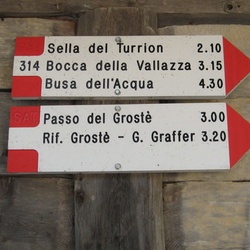 Sella del Turrion 2.10
314 Bocca della Vallazza 3.15
Busa dell'Acqua 4.30
SAT Passo del Grostè 3.00
Rif. Grostè - G. Graffer 3.20